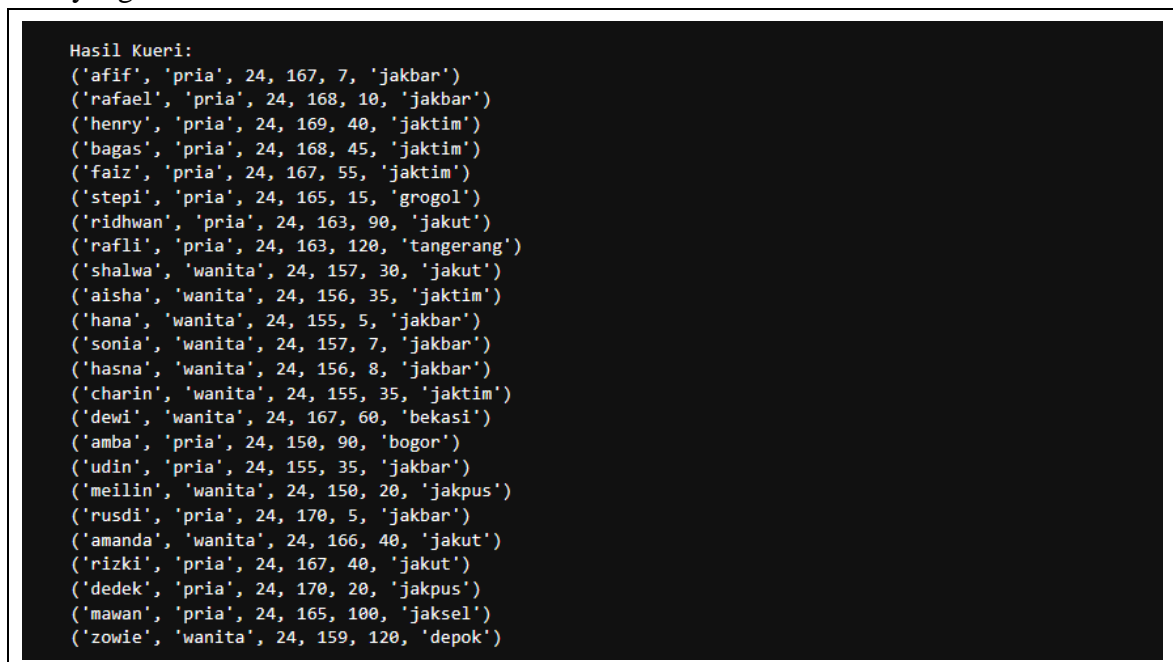 Hasil Kueri:
('afif', 'pria', 24, 167, 7, 'jakbar')
('rafael', 'pria', 24, 168, 10, 'jakbar')
('henry', 'pria', 24, 169, 40, 'jaktim')
('bagas', 'pria', 24, 168, 45, 'jaktim')
('faiz', 'pria', 24, 167, 55, 'jaktim')
('stepi', 'pria', 24, 165, 15, 'grogol')
('ridhwan', 'pria', 24, 163, 90, 'jakut')
('rafli', 'pria', 24, 163, 120, 'tangerang')
('shalwa', 'wanita', 24, 157, 30, 'jakut')
('aisha', 'wanita', 24, 156, 35, 'jaktim')
('hana', 'wanita', 24, 155, 5, 'jakbar')
('sonia', 'wanita', 24, 157, 7, 'jakbar')
('hasna', 'wanita', 24, 156, 8, 'jakbar')
('charin', 'wanita', 24, 155, 35, 'jaktim')
('dewi', 'wanita', 24, 167, 60, 'bekasi')
('amba', 'pria', 24, 150, 90, 'bogor')
('udin', 'pria', 24, 155, 35, 'jakbar')
('meilin', 'wanita', 24, 150, 20, 'jakpus')
('rusdi', 'pria', 24, 170, 5, 'jakbar')
('amanda', 'wanita', 24, 166, 40, 'jakut')
('rizki', 'pria', 24, 167, 40, 'jakut')
('dedek', 'pria', 24, 170, 20, 'jakpus')
('mawan', 'pria', 24, 165, 100, 'jaksel')
('zowie', 'wanita', 24, 159, 120, 'depok')